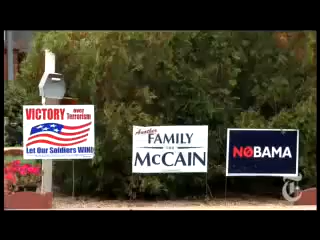 VICTORY over Terrorism
Let Our Soldiers WIN!
Another
FAMILY
FOR
McCAIN
NOBAMA
T